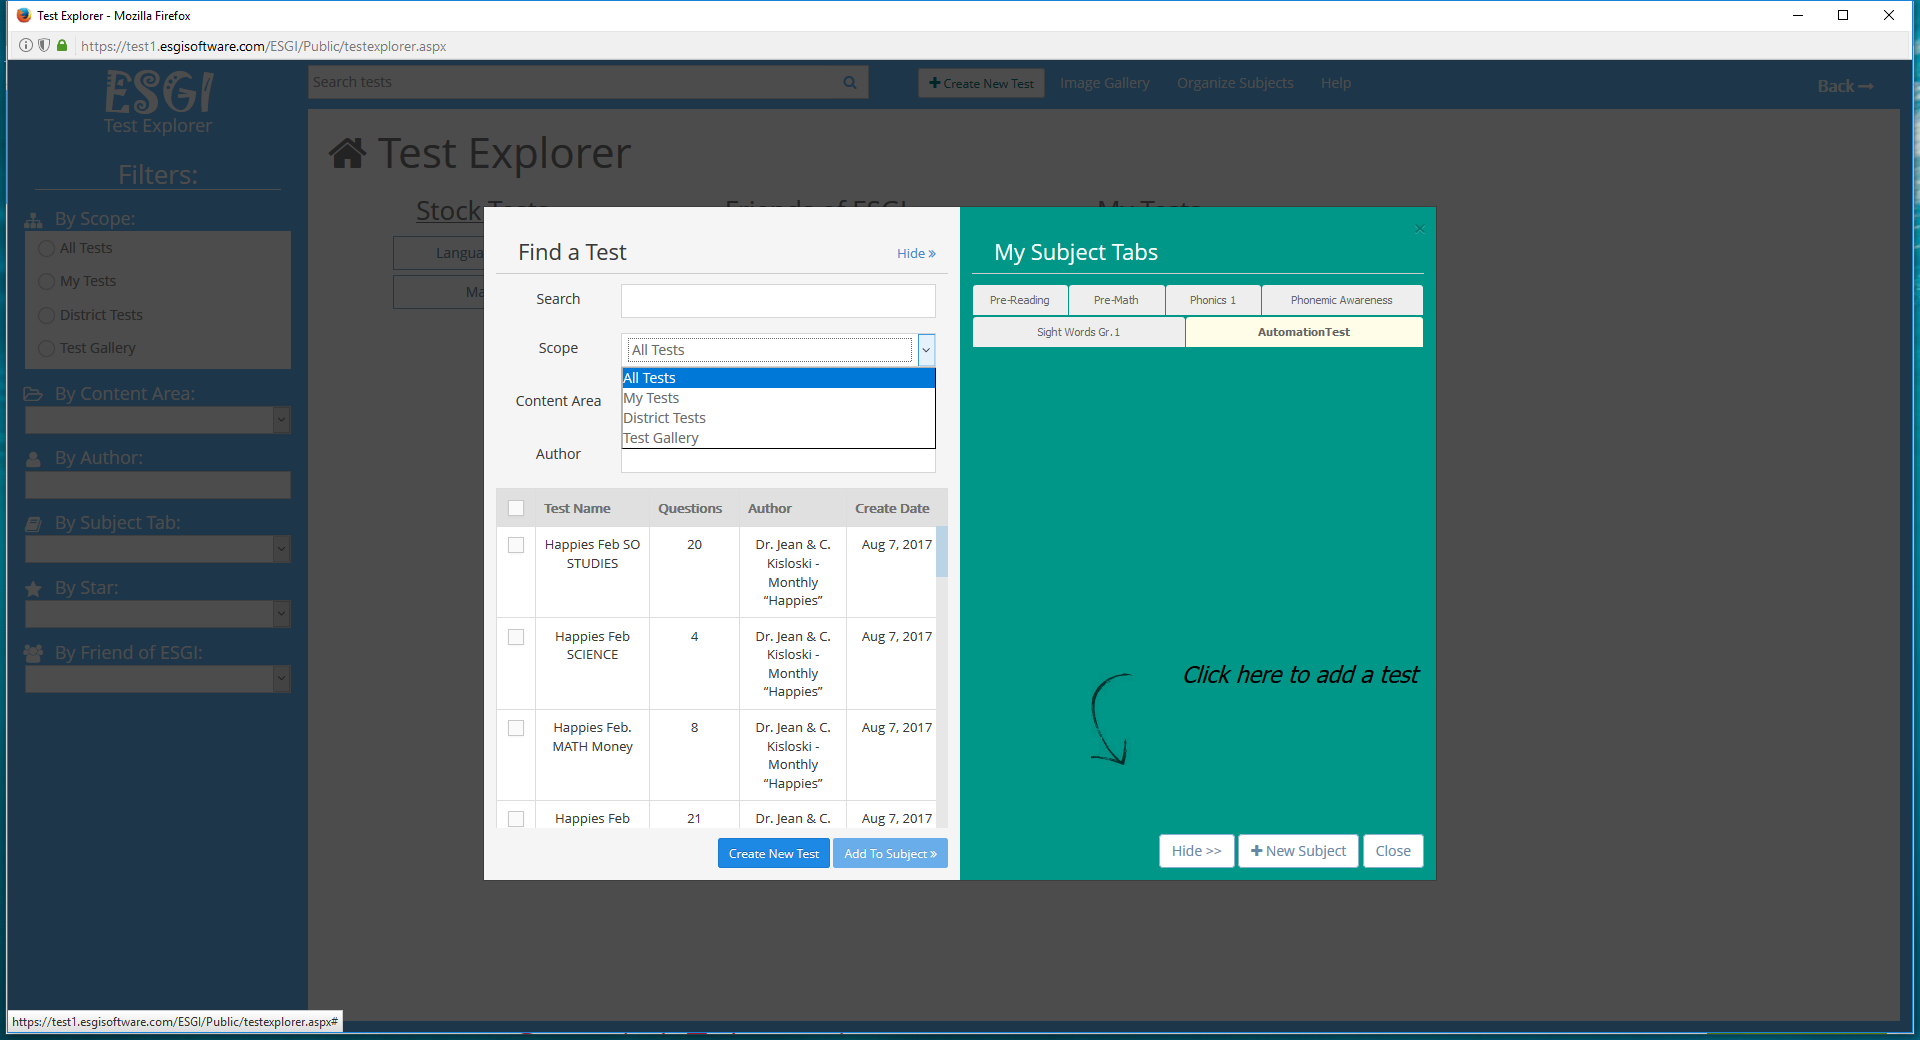 Test Explorer - Mozilla Firefox
https://test1.esgisoftware.com/ESGI/Public/testexplorer.aspx
ESGI
Test Explorer
Search tests
Create New Test
Image Gallery
Organize Subjects
Help
Back
Filters:
By Scope:
All Tests
My Tests
District Tests
Test Gallery
By Content Area:
By Author:
By Subject Tab:
By Star:
By Friend of ESGI:
Test Explorer
Stock Tests
Friends of ESGI
My Tests
Langua
Ma
Find a Test
Hide »
Search
Scope
All Tests
All Tests
My Tests
District Tests
Test Gallery
Content Area
Author
Test Name Questions Author Create Date
Happies Feb SO 20 Dr. Jean & C. Aug 7, 2017
STUDIES Kisloski -
Monthly
“Happies”
Happies Feb 4 Dr. Jean & C. Aug 7, 2017
SCIENCE Kisloski -
Monthly
“Happies”
Happies Feb. 8 Dr. Jean & C. Aug 7, 2017
MATH Money Kisloski -
Monthly
“Happies”
Happies Feb 21 Dr. Jean & C. Aug 7, 2017
Create New Test
Add To Subject »
×
My Subject Tabs
Pre-Reading Pre-Math Phonics 1 Phonemic Awareness
Sight Words Gr.1 AutomationTest
Click here to add a test
Hide >>
+ New Subject
Close
https://test1.esgisoftware.com/ESGI/Public/testexplorer.aspx#